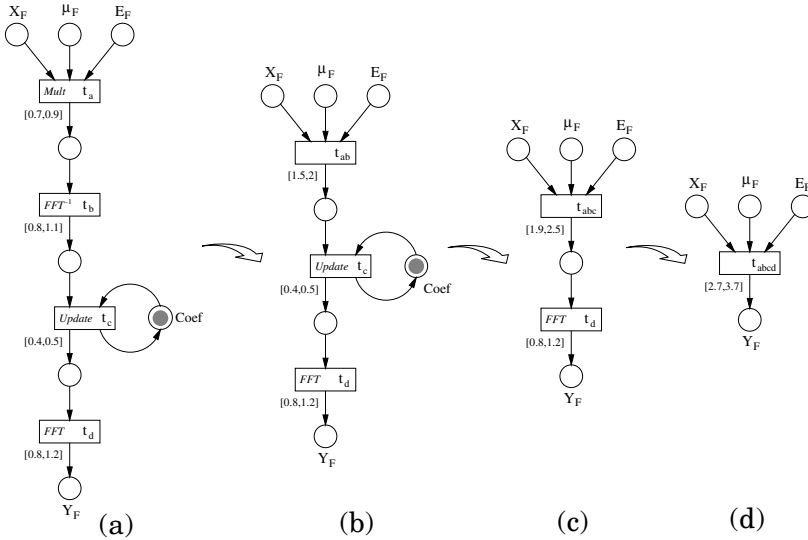 X_F μ_F E_F
Mult t_a
[0.7,0.9]
FFT⁻¹ t_b
[0.8,1.1]
Update t_c
Coef
[0.4,0.5]
FFT t_d
[0.8,1.2]
Y_F
(a)
X_F μ_F E_F
t_ab
[1.5,2]
Update t_c
Coef
[0.4,0.5]
FFT t_d
[0.8,1.2]
Y_F
(b)
X_F μ_F E_F
t_abc
[1.9,2.5]
FFT t_d
[0.8,1.2]
Y_F
(c)
X_F μ_F E_F
t_abcd
[2.7,3.7]
Y_F
(d)